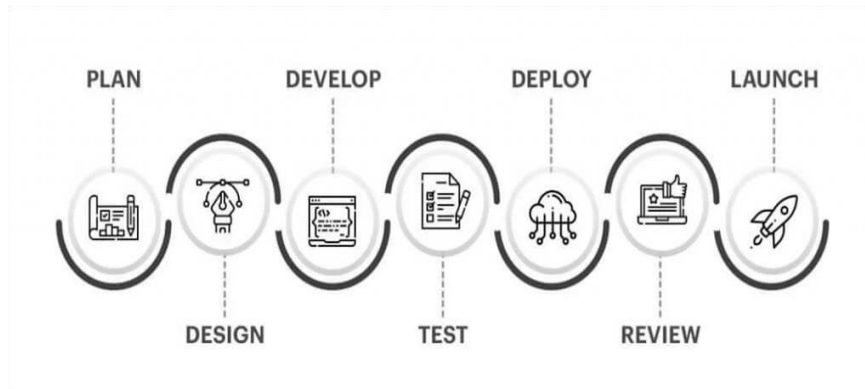 PLAN
DESIGN
DEVELOP
TEST
DEPLOY
REVIEW
LAUNCH